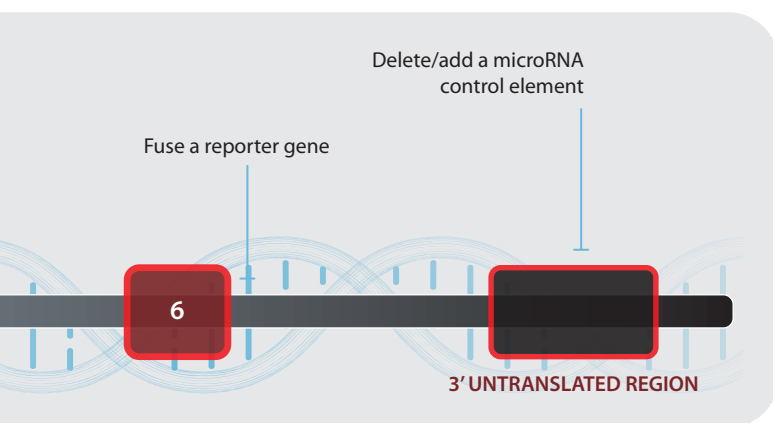 Delete/add a microRNA
control element
Fuse a reporter gene
6
3’ UNTRANSLATED REGION